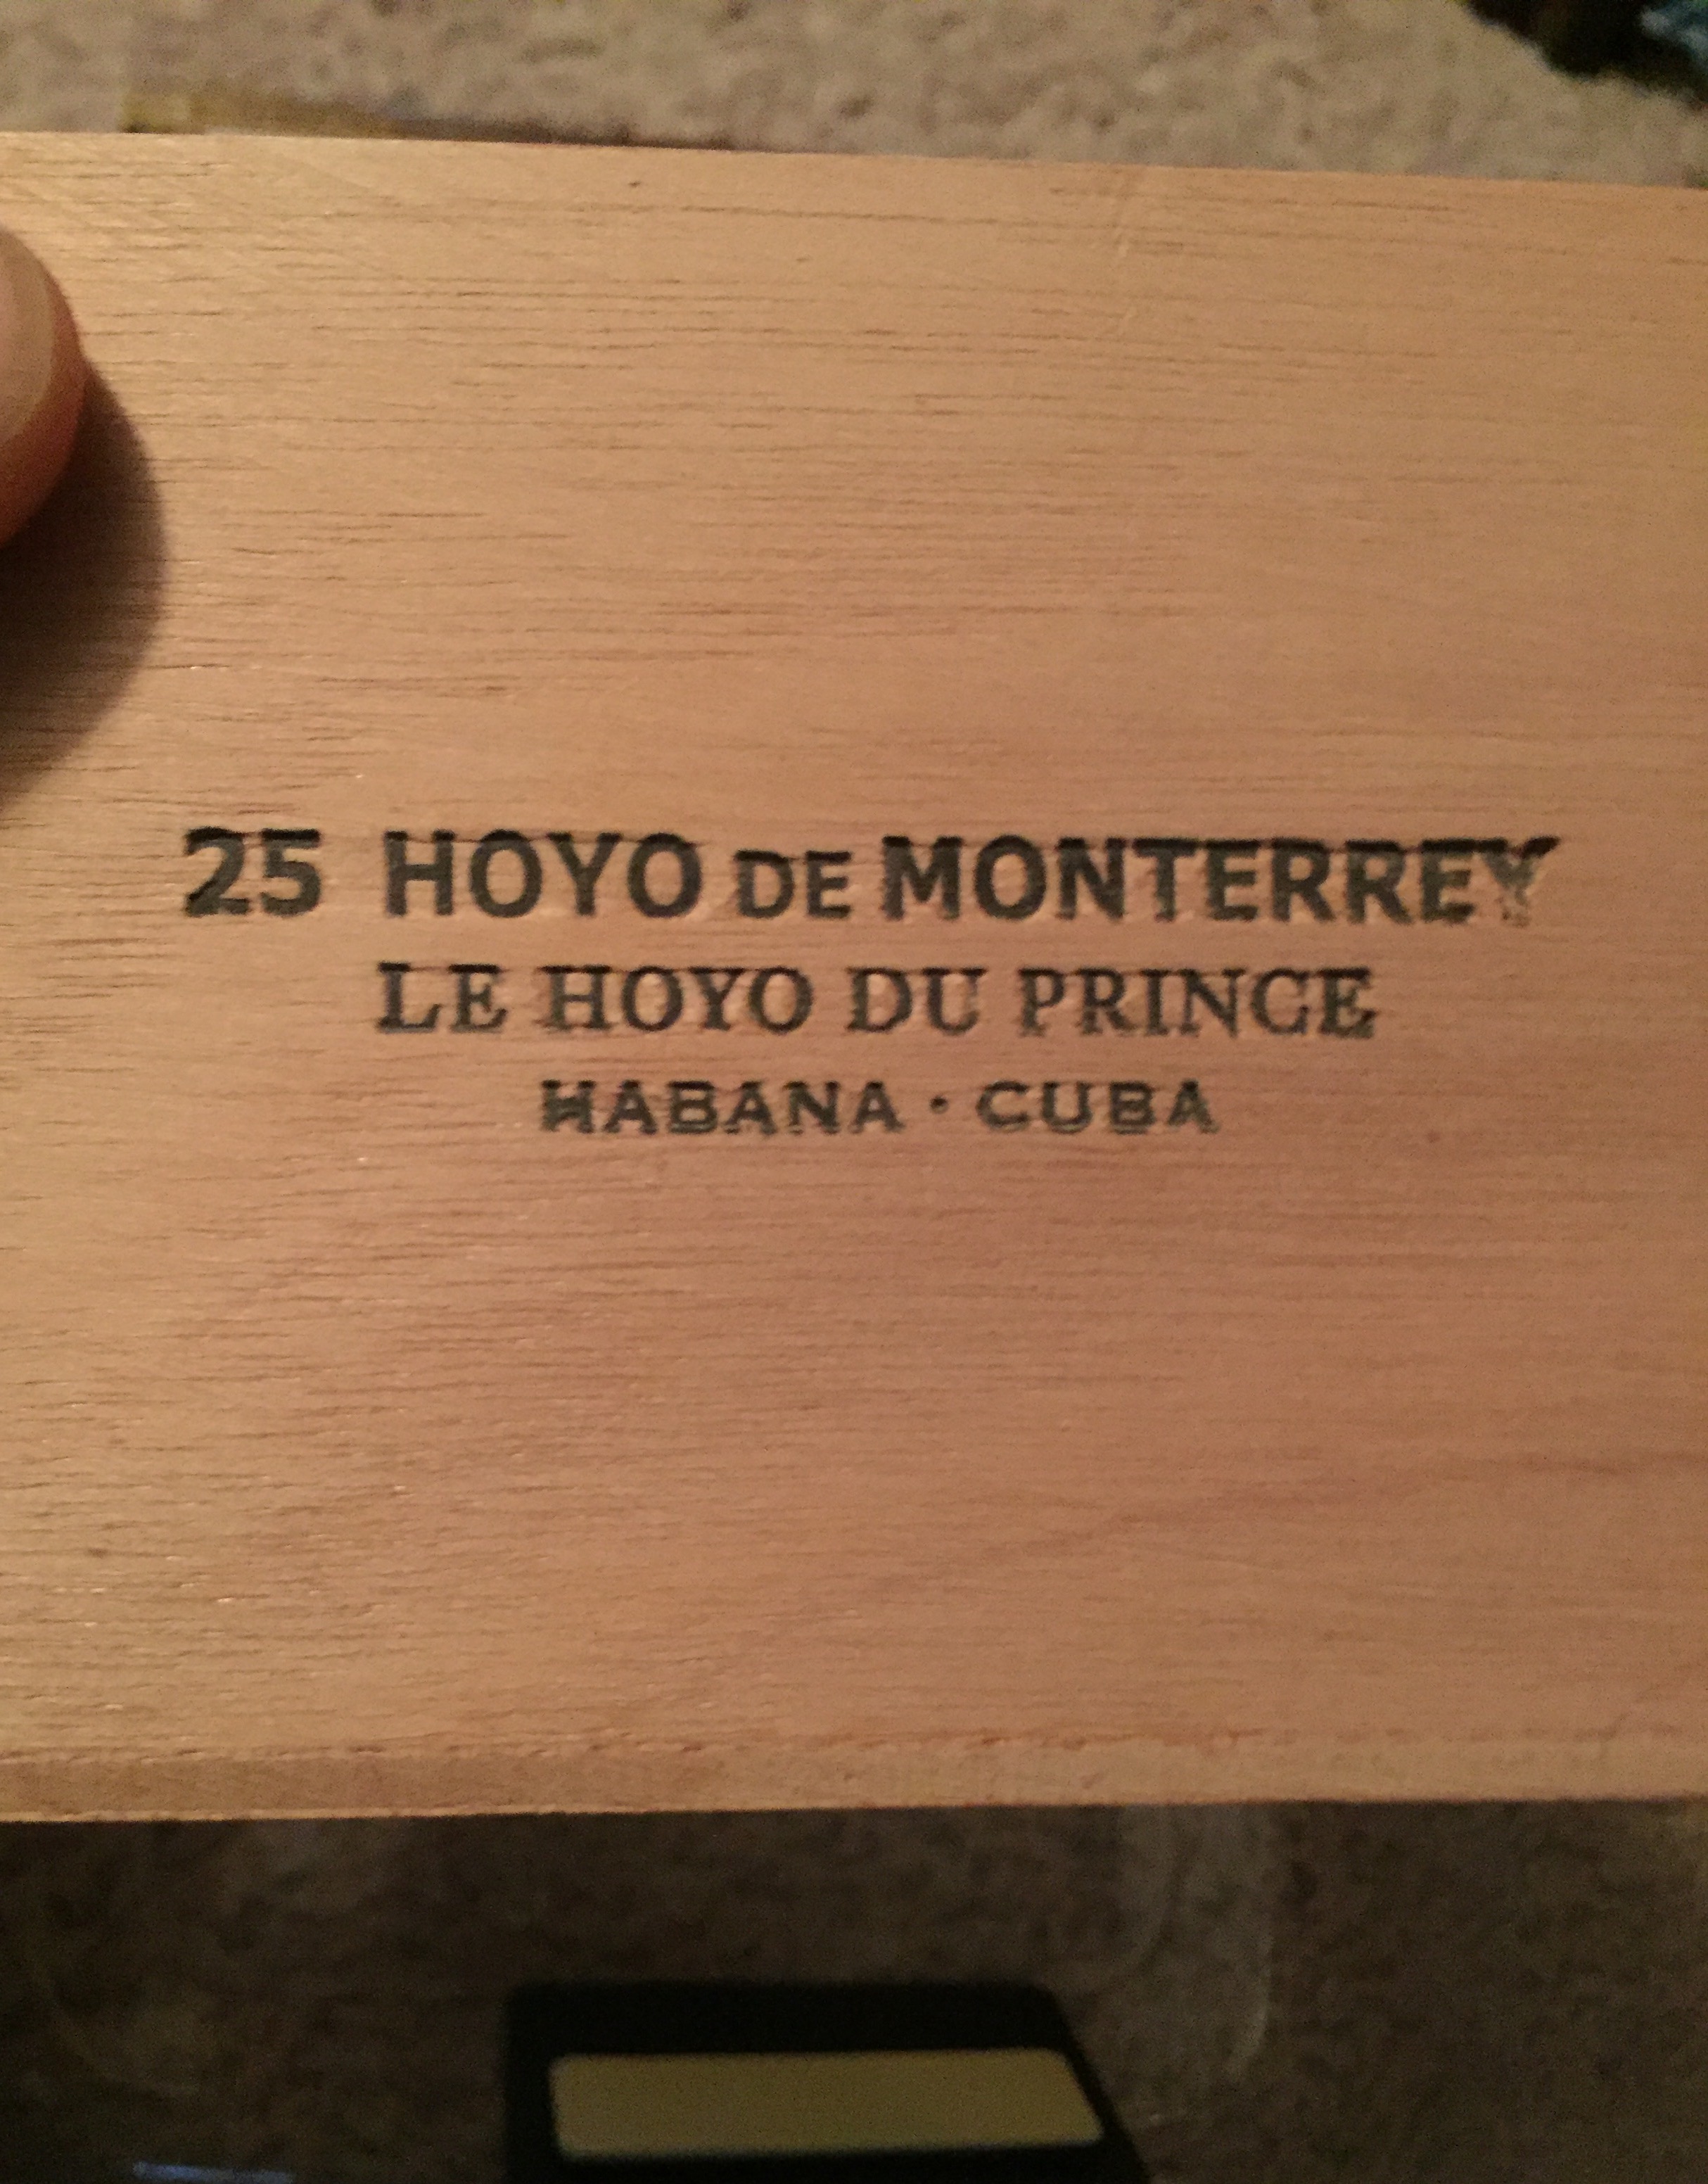 25 HOYO DE MONTERREY
LE HOYO DU PRINCE
HABANA · CUBA